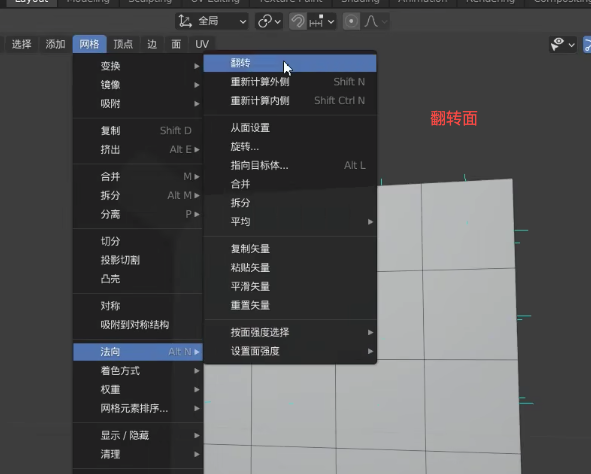 Layout Modeling Sculpting UV Editing Texture Paint Shading Animation Rendering Compositing
全局
选择 添加 网格 顶点 边 面 UV
变换
镜像
吸附
复制 Shift D
挤出 Alt E
合并 M
拆分 Alt M
分离 P
切分
投影切割
凸壳
对称
吸附到对称结构
法向 Alt N
着色方式
权重
网格元素排序...
显示 / 隐藏
清理
翻转
重新计算外侧 Shift N
重新计算内侧 Shift Ctrl N
从面设置
旋转...
指向目标体... Alt L
合并
拆分
平均
复制矢量
粘贴矢量
平滑矢量
重置矢量
按面强度选择
设置面强度
翻转面